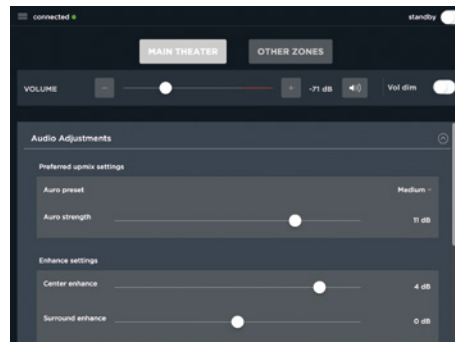 connected
standby
MAIN THEATER OTHER ZONES
VOLUME - + -71 dB Vol dim
Audio Adjustments
Preferred upmix settings
Auro preset Medium
Auro strength 11 dB
Enhance settings
Center enhance 4 dB
Surround enhance 0 dB